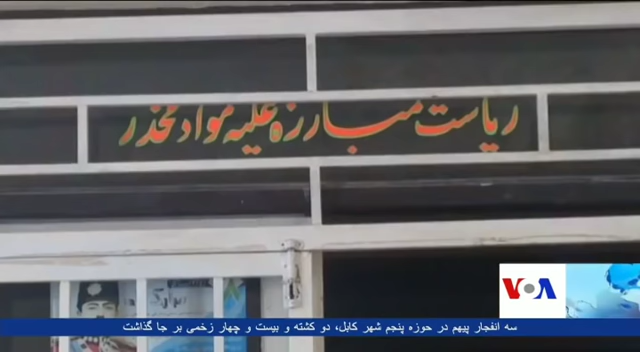 ریاست مبارزه علیه مواد مخدر
VOA
سه انفجار پیهم در حوزه پنجم شهر کابل، دو کشته و بیست و چهار زخمی بر جا گذاشت